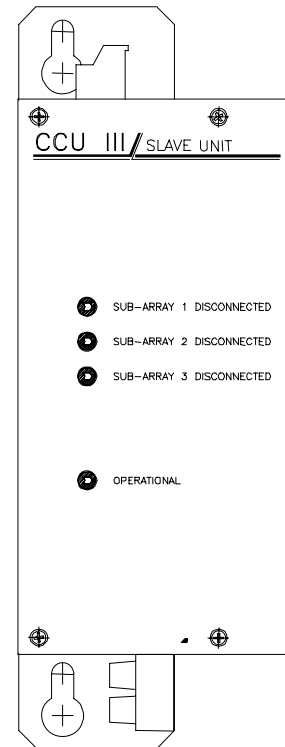 CCU III/ SLAVE UNIT
SUB-ARRAY 1 DISCONNECTED
SUB-ARRAY 2 DISCONNECTED
SUB-ARRAY 3 DISCONNECTED
OPERATIONAL